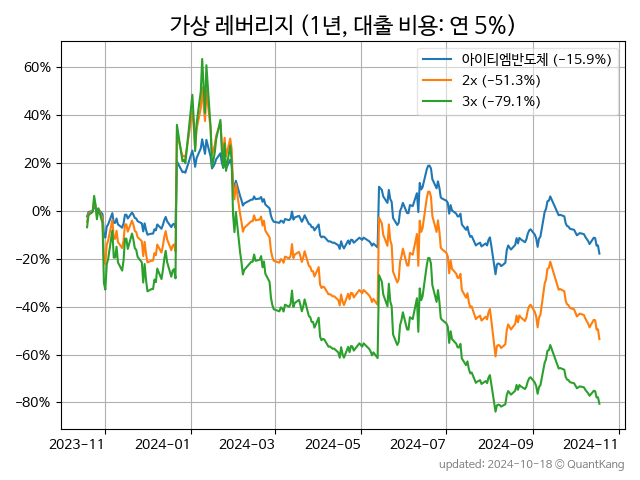 가상 레버리지 (1년, 대출 비용: 연 5%)
아이티엠반도체 (−15.9%)
2x (−51.3%)
3x (−79.1%)
60%
40%
20%
0%
−20%
−40%
−60%
−80%
2023-11 2024-01 2024-03 2024-05 2024-07 2024-09 2024-11
updated: 2024-10-18 © QuantKang